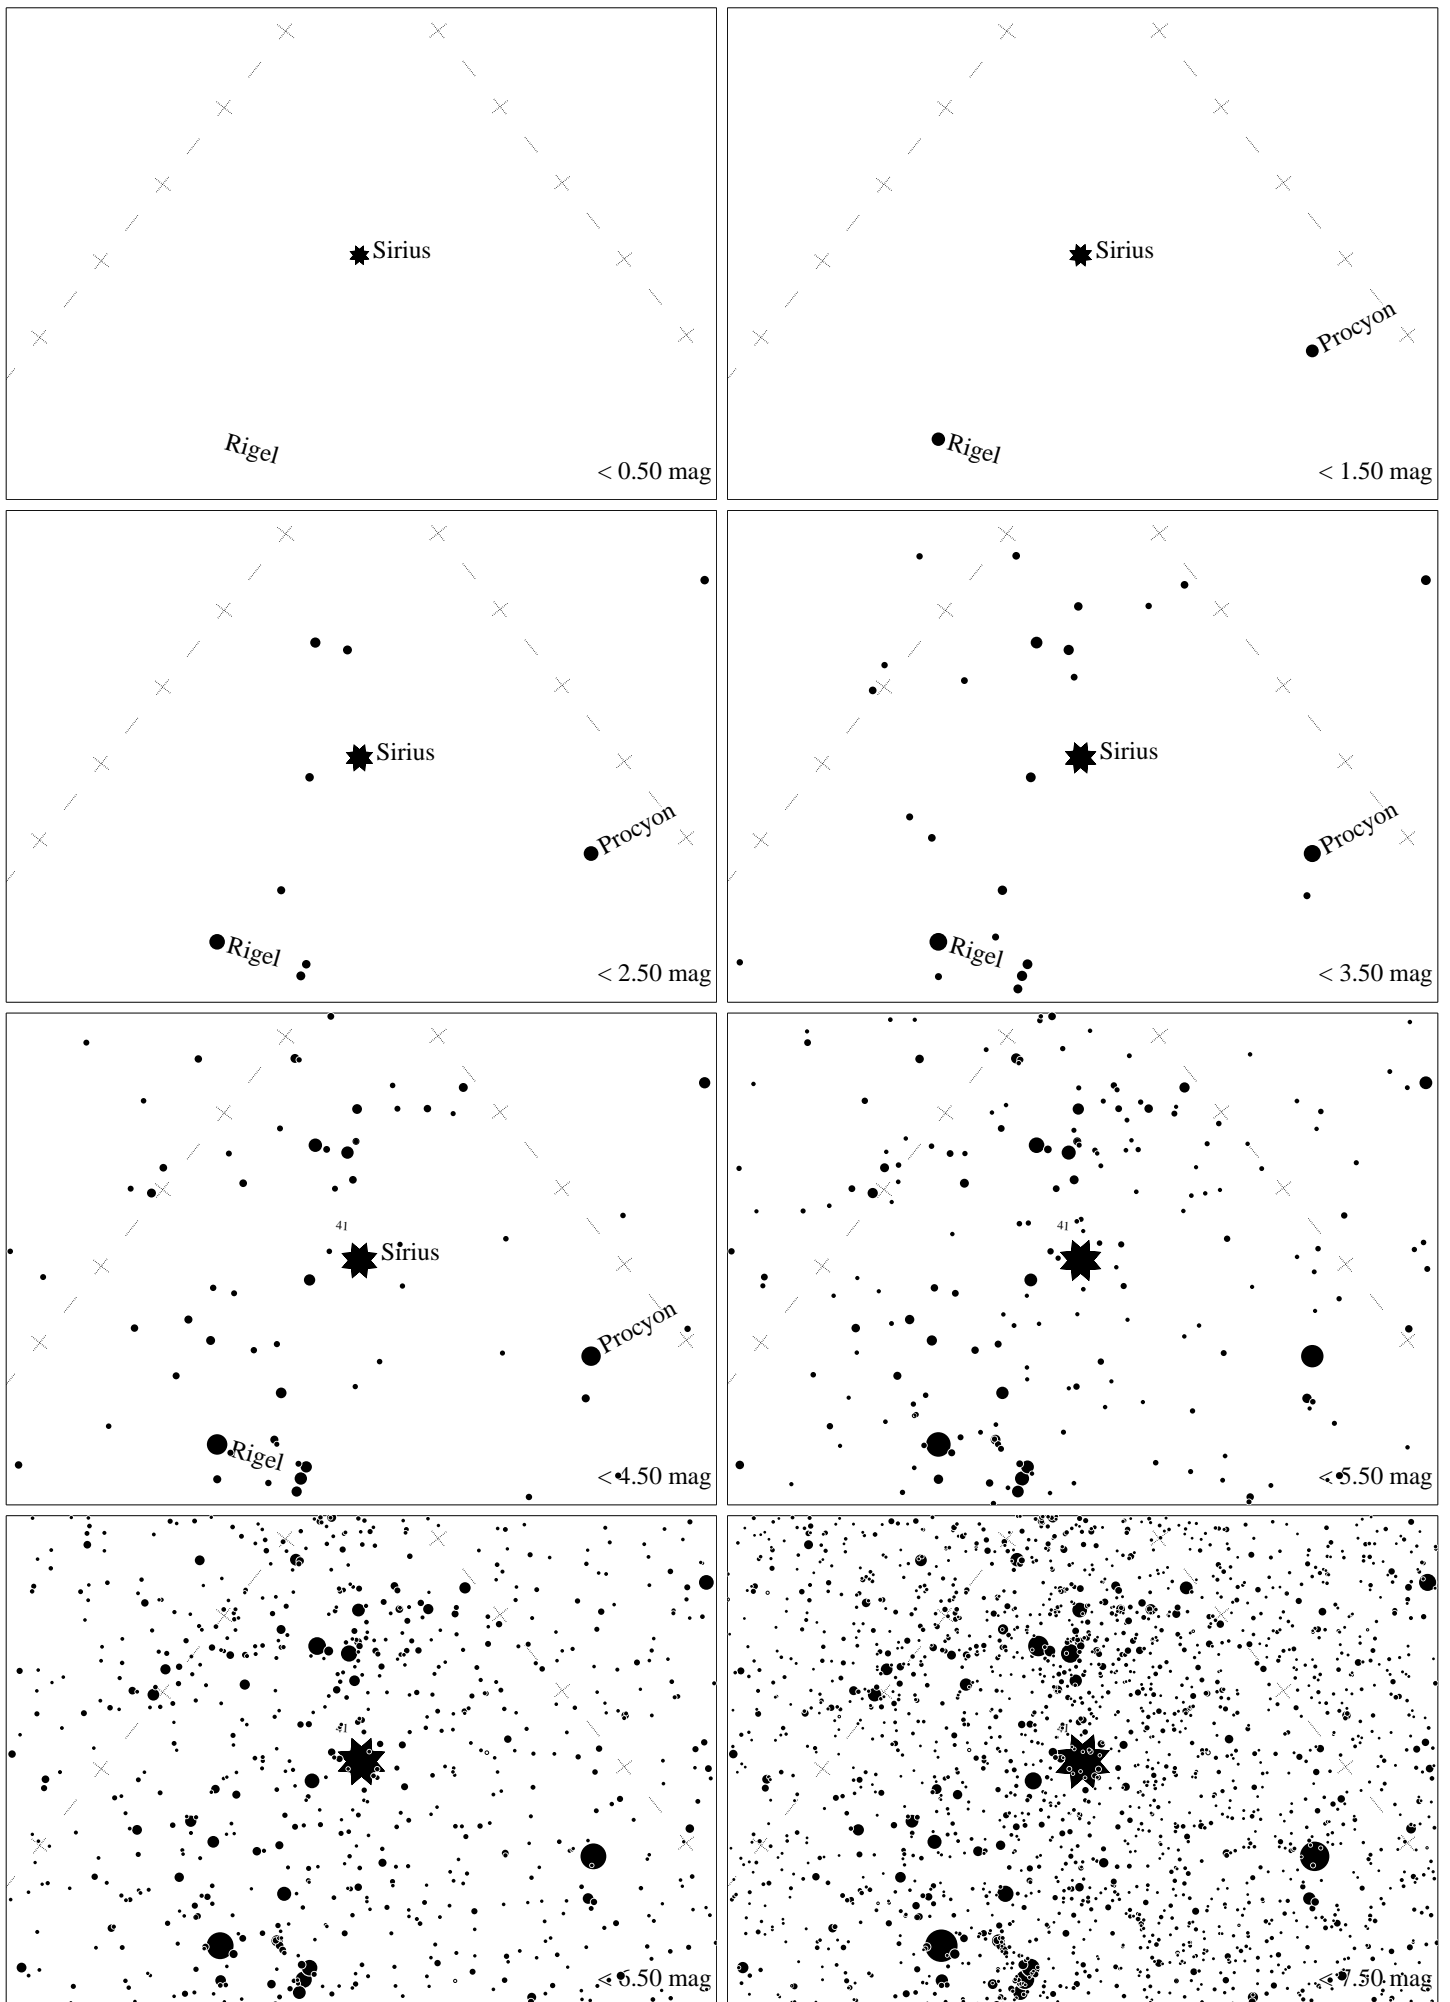 Sirius
Rigel
< 0.50 mag
Sirius
Procyon
Rigel
< 1.50 mag
Sirius
Procyon
Rigel
< 2.50 mag
Sirius
Procyon
Rigel
< 3.50 mag
41
Sirius
Procyon
Rigel
< 4.50 mag
41
< 5.50 mag
41
< 6.50 mag
41
< 7.50 mag